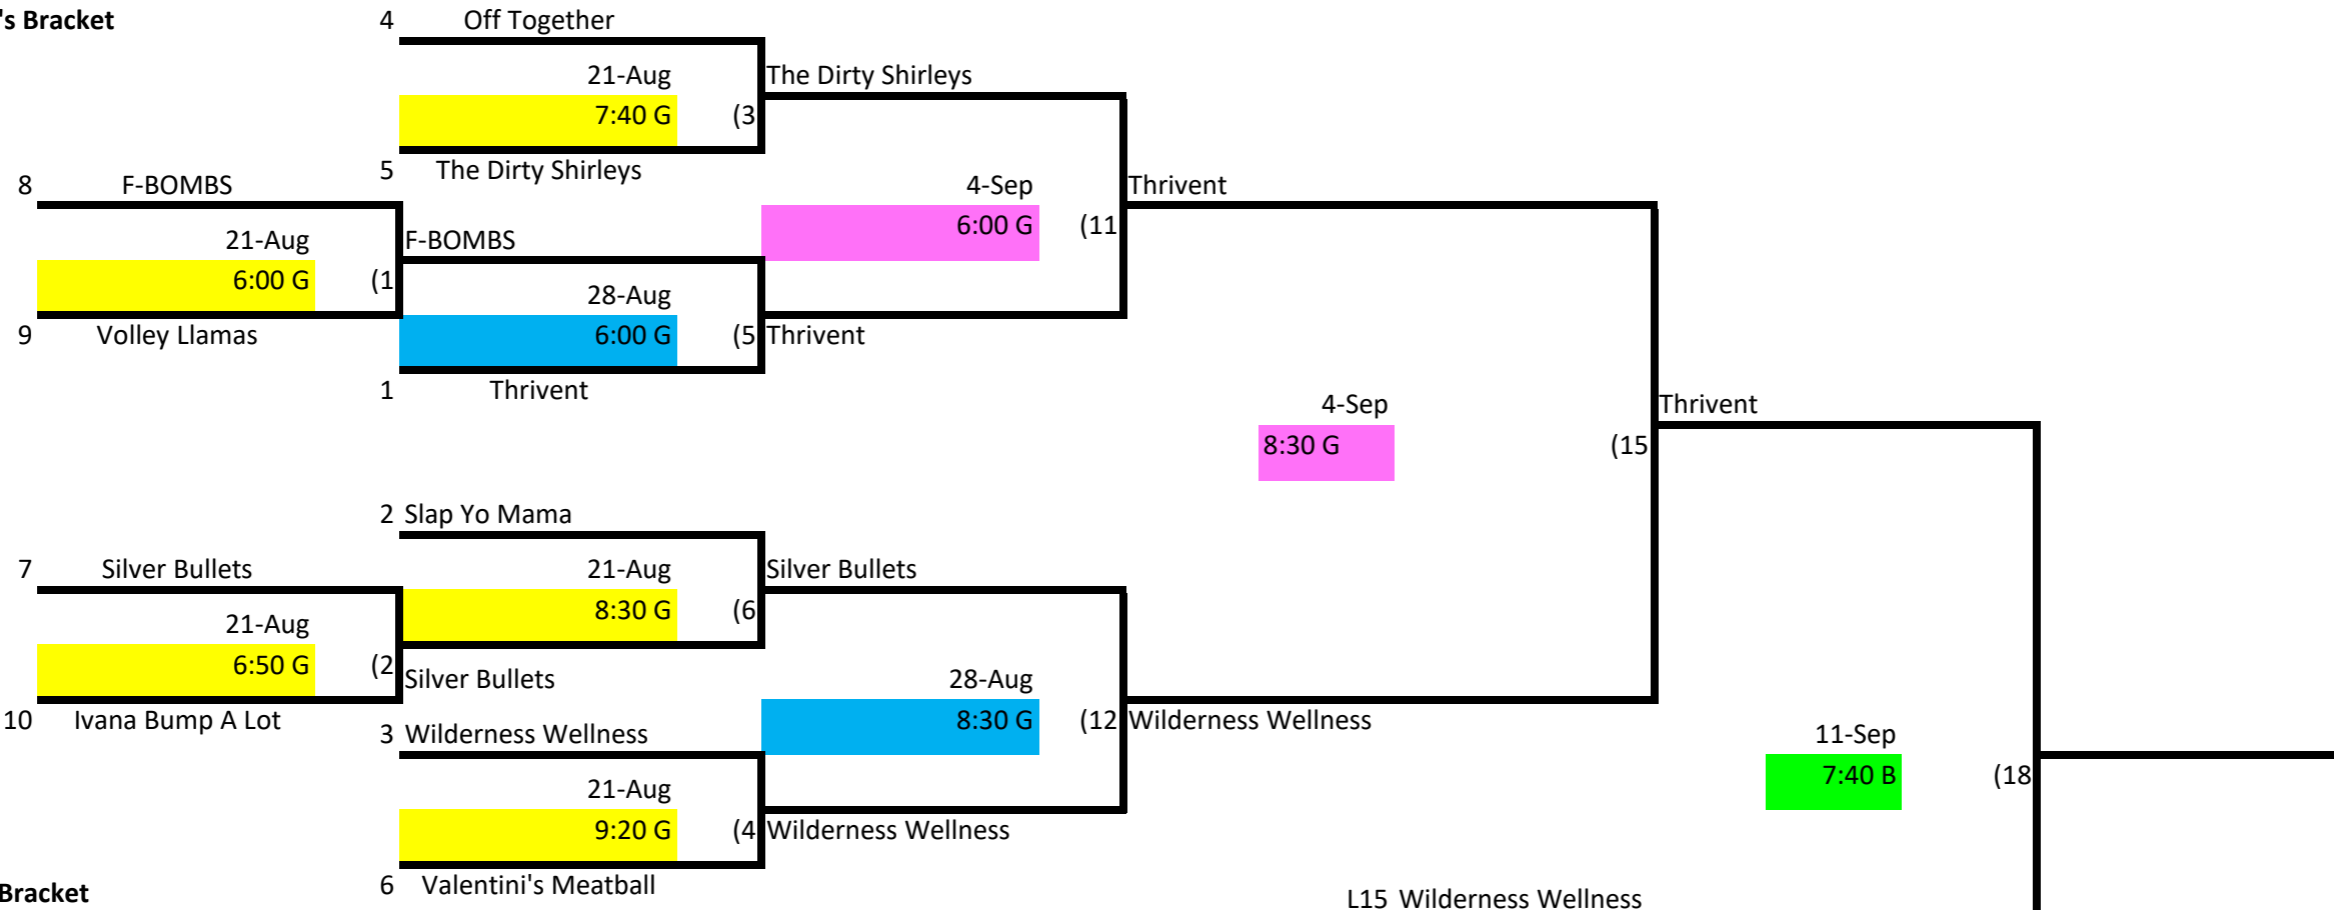 's Bracket
4 Off Together
21-Aug
7:40 G (3
The Dirty Shirleys
5 The Dirty Shirleys
8 F-BOMBS
21-Aug
6:00 G (1
F-BOMBS
9 Volley Llamas
28-Aug
6:00 G (5
Thrivent
1 Thrivent
4-Sep
6:00 G (11
Thrivent
4-Sep
8:30 G (15
Thrivent
2 Slap Yo Mama
21-Aug
8:30 G (6
Silver Bullets
7 Silver Bullets
21-Aug
6:50 G (2
Silver Bullets
10 Ivana Bump A Lot
28-Aug
8:30 G (12
Wilderness Wellness
3 Wilderness Wellness
21-Aug
9:20 G (4
Wilderness Wellness
6 Valentini's Meatball
11-Sep
7:40 B (18
Bracket
L15 Wilderness Wellness